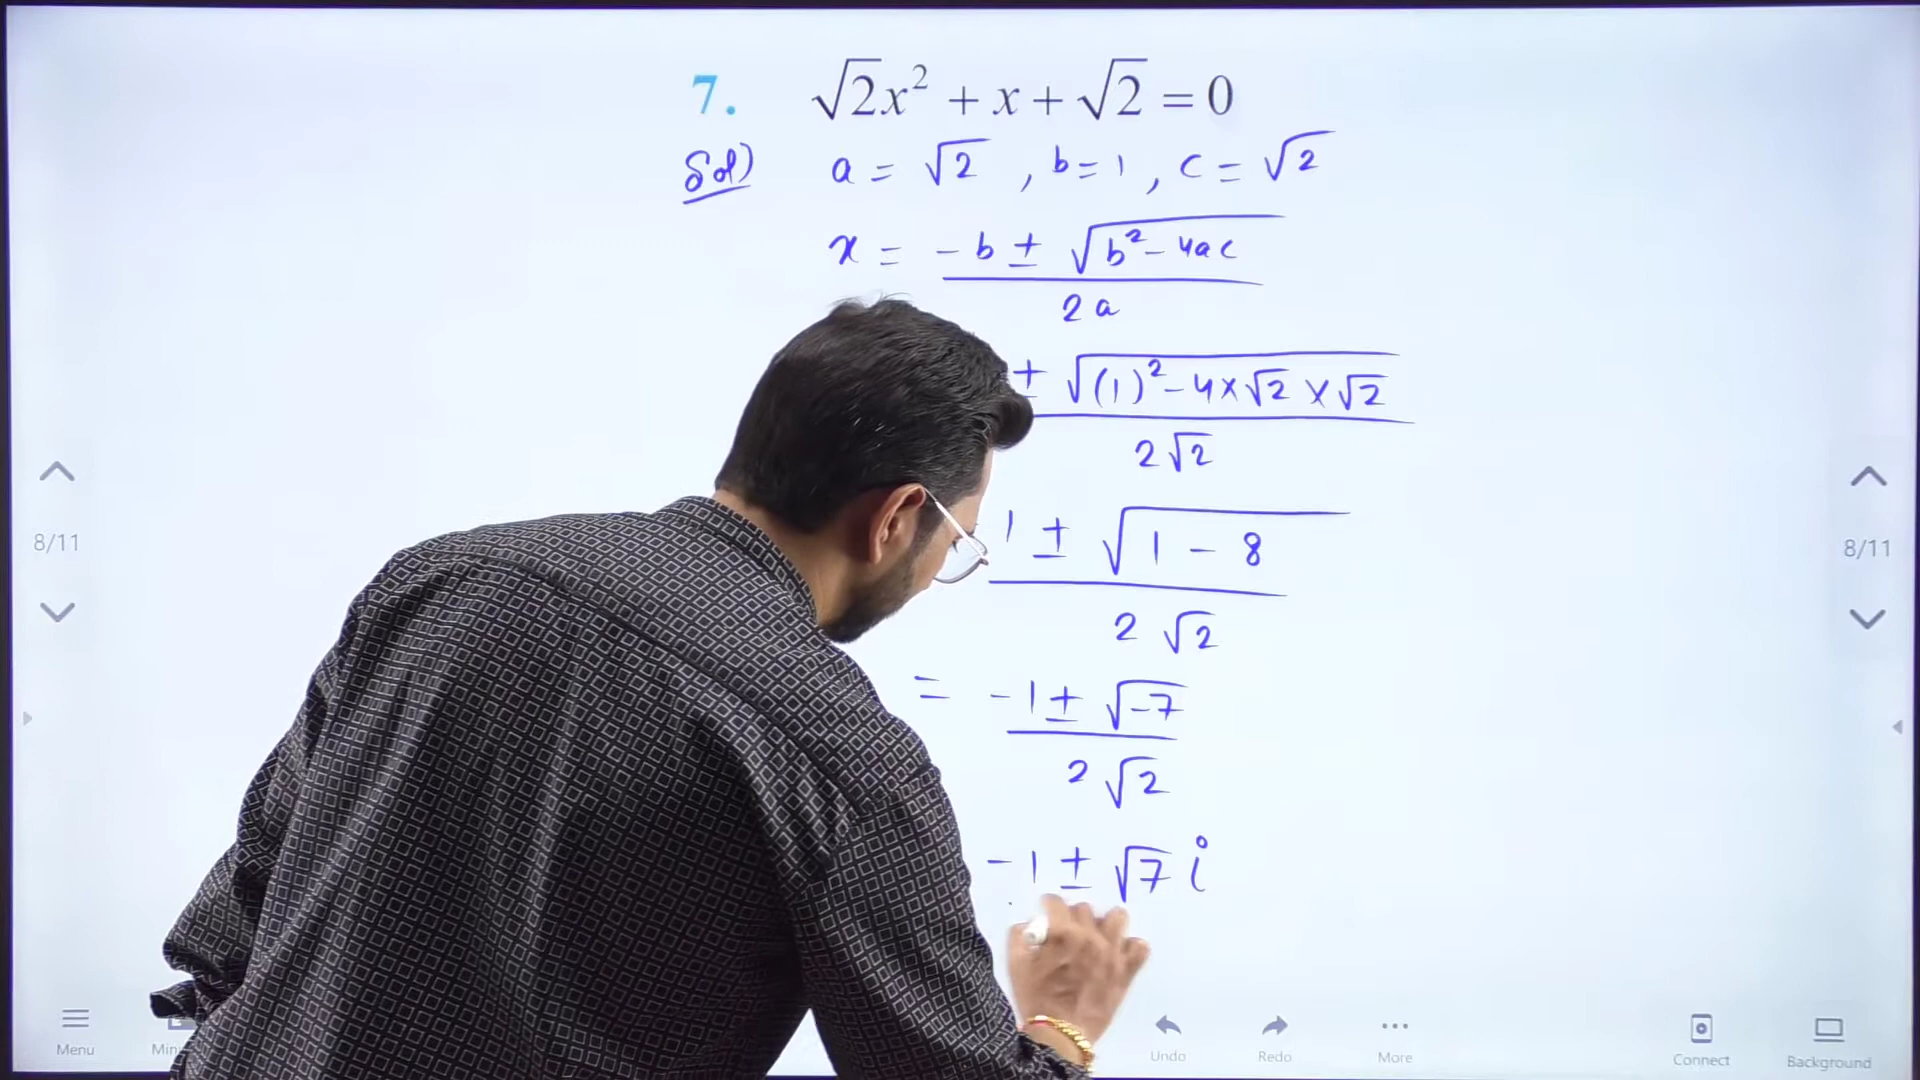 7. √2x² + x + √2 = 0
Sol) a = √2 , b = 1 , c = √2
x = -b ± √(b² - 4ac)
2a
± √((1)² - 4×√2×√2)
2√2
1 ± √(1 - 8)
2 √2
= -1 ± √-7
2 √2
-1 ± √7 i
8/11
8/11
Menu
Undo
Redo
More
Connect
Background